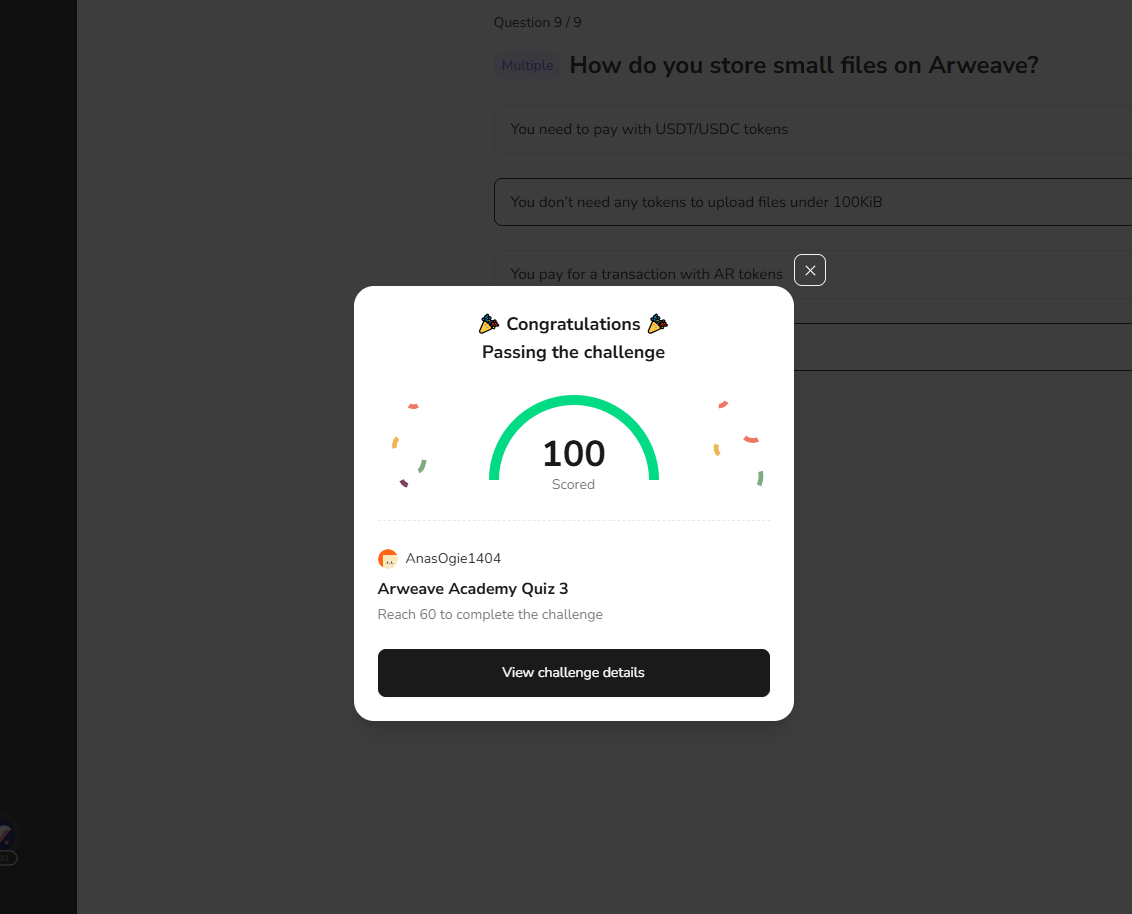 Question 9 / 9
Multiple How do you store small files on Arweave?
You need to pay with USDT/USDC tokens
You don't need any tokens to upload files under 100KiB
You pay for a transaction with AR tokens
Congratulations
Passing the challenge
100
Scored
AnasOgie1404
Arweave Academy Quiz 3
Reach 60 to complete the challenge
View challenge details